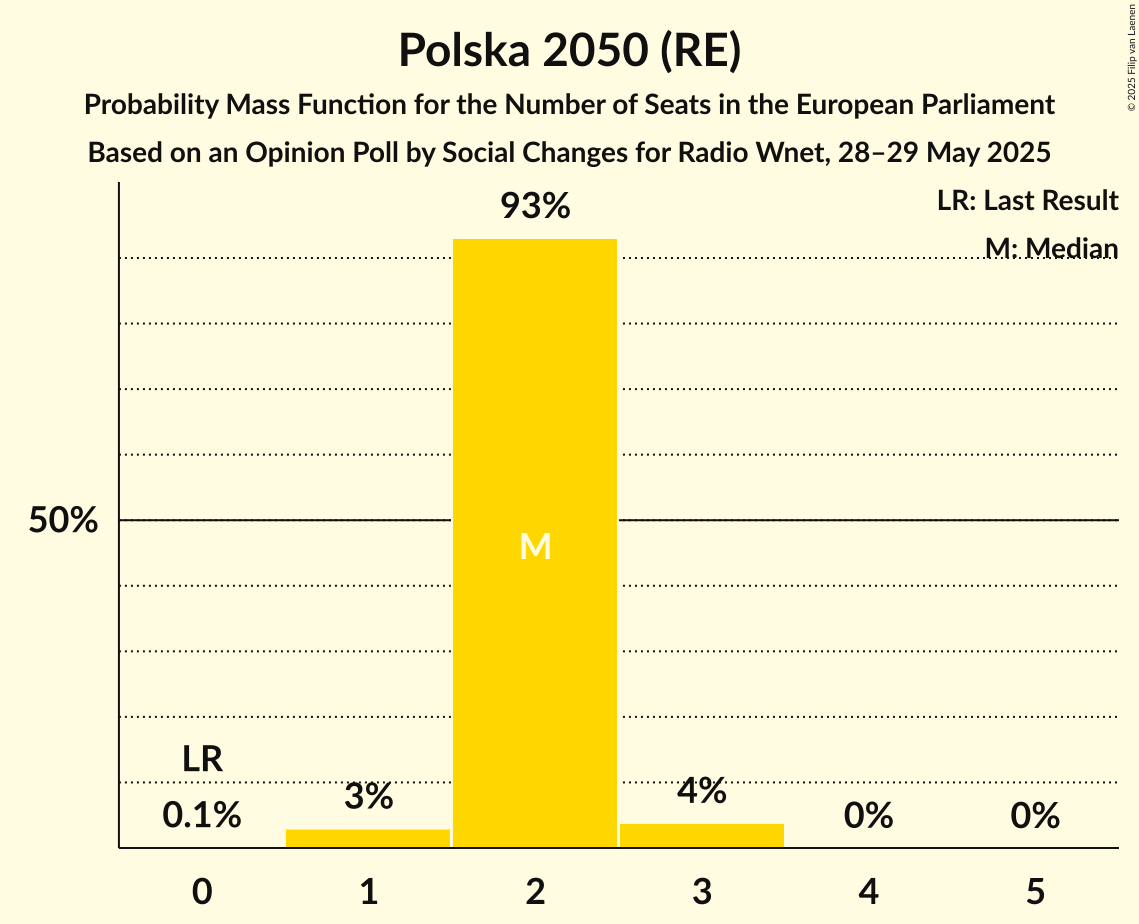 Polska 2050 (RE)
Probability Mass Function for the Number of Seats in the European Parliament
Based on an Opinion Poll by Social Changes for Radio Wnet, 28–29 May 2025
© 2025 Filip van Laenen
LR: Last Result
M: Median
93%
50%
M
LR
0.1%
3%
4%
0%
0%
0
1
2
3
4
5